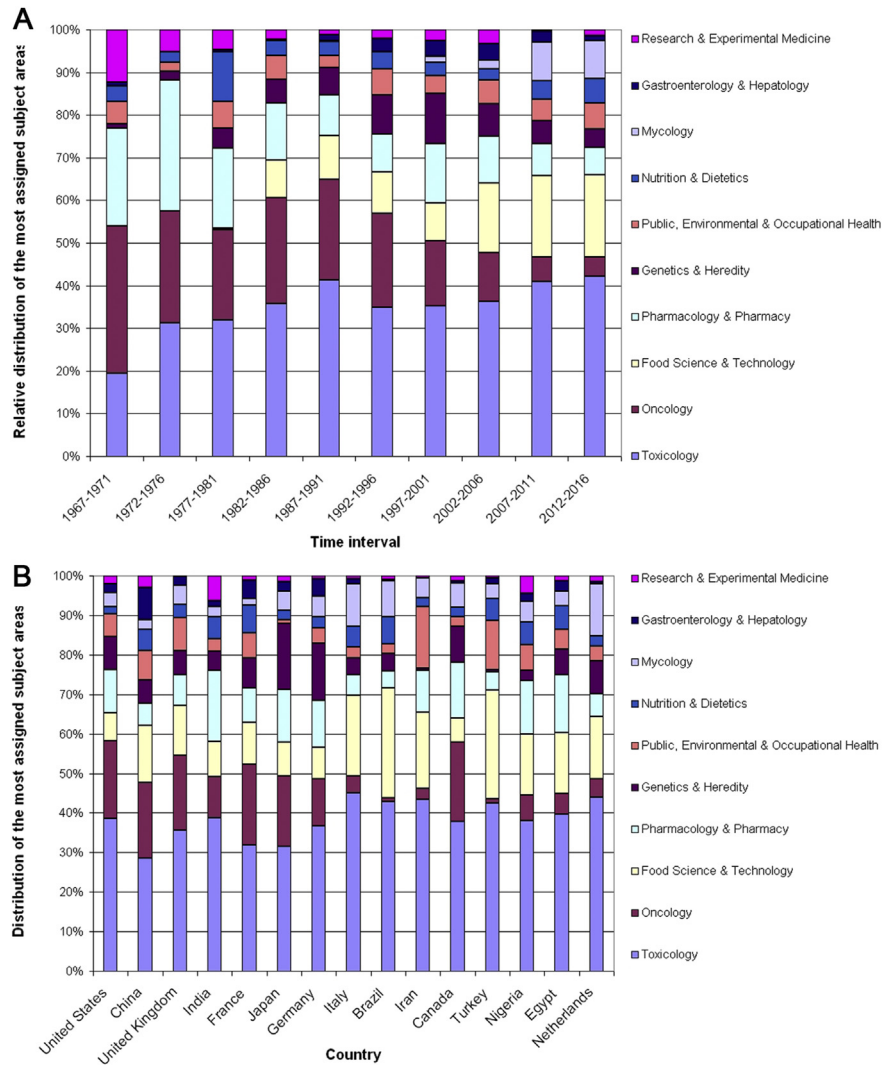 A
Relative distribution of the most assigned subject areas
100%
90%
80%
70%
60%
50%
40%
30%
20%
10%
0%
1967-1971
1972-1976
1977-1981
1982-1986
1987-1991
1992-1996
1997-2001
2002-2006
2007-2011
2012-2016
Time interval
Research & Experimental Medicine
Gastroenterology & Hepatology
Mycology
Nutrition & Dietetics
Public, Environmental & Occupational Health
Genetics & Heredity
Pharmacology & Pharmacy
Food Science & Technology
Oncology
Toxicology
B
Distribution of the most assigned subject areas
100%
90%
80%
70%
60%
50%
40%
30%
20%
10%
0%
United States
China
United Kingdom
India
France
Japan
Germany
Italy
Brazil
Iran
Canada
Turkey
Nigeria
Egypt
Netherlands
Country
Research & Experimental Medicine
Gastroenterology & Hepatology
Mycology
Nutrition & Dietetics
Public, Environmental & Occupational Health
Genetics & Heredity
Pharmacology & Pharmacy
Food Science & Technology
Oncology
Toxicology